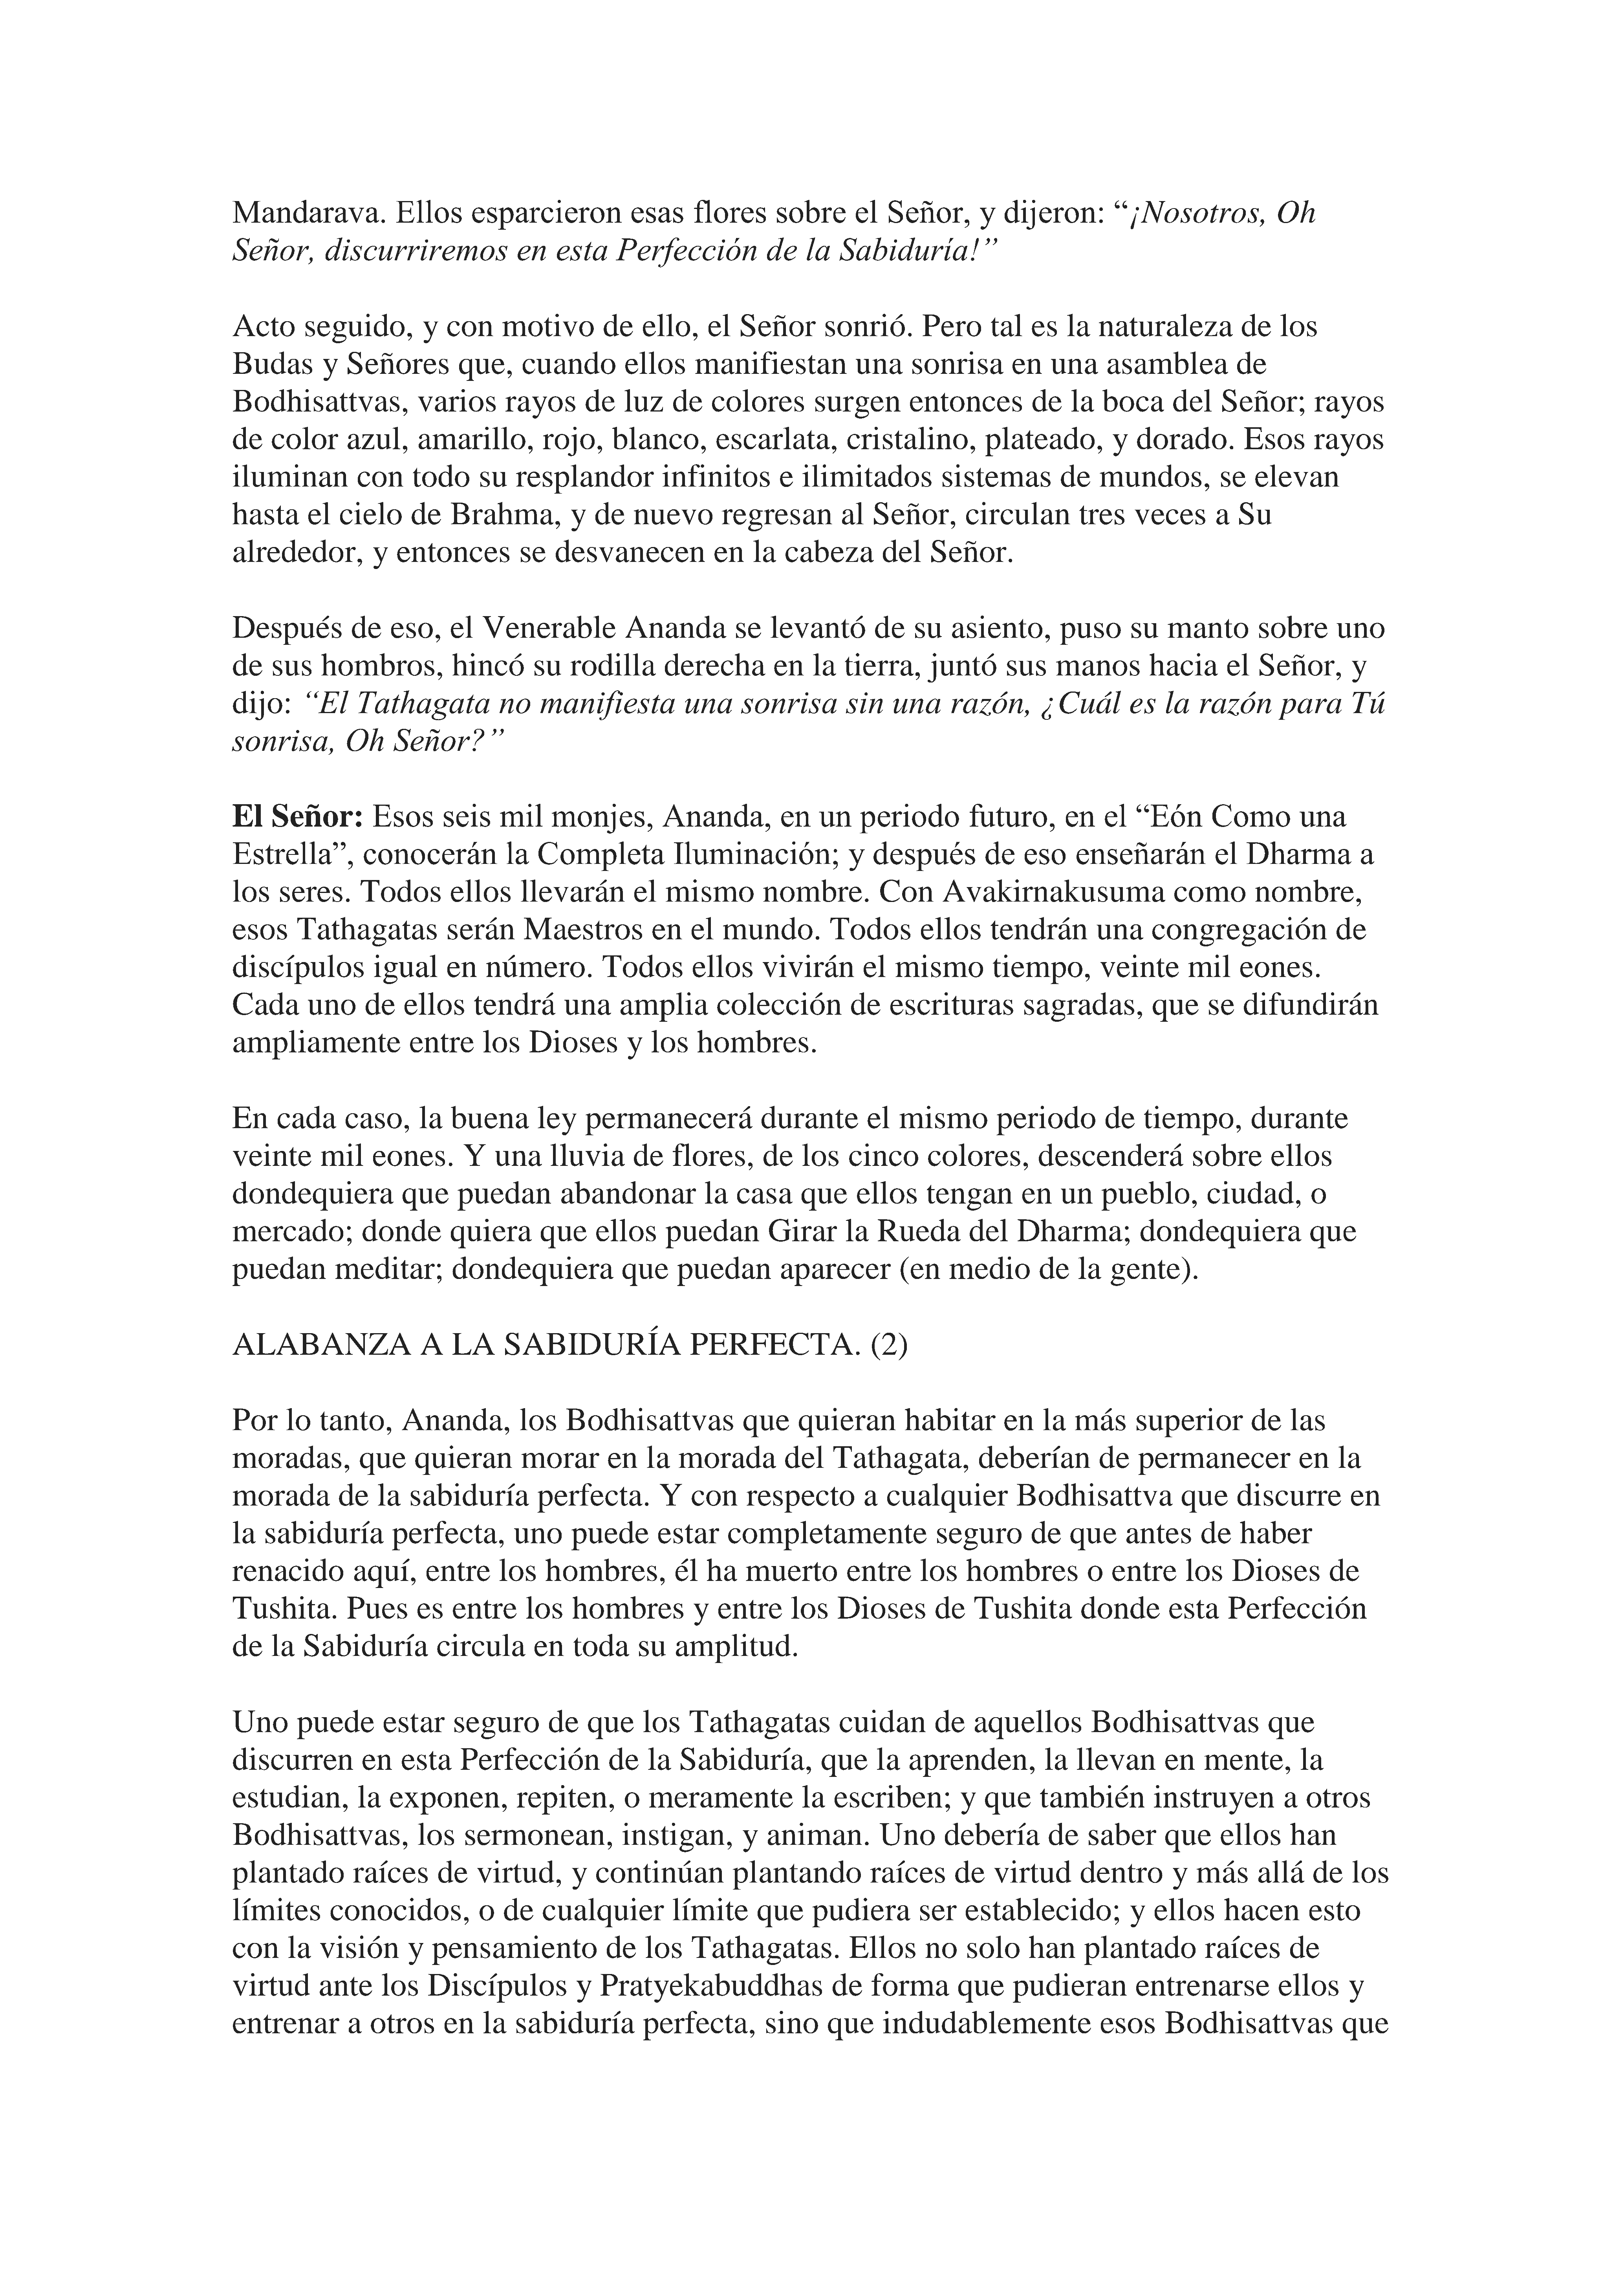 Mandarava. Ellos esparcieron esas flores sobre el Señor, y dijeron: “¡Nosotros, Oh
Señor, discurriremos en esta Perfección de la Sabiduría!”
Acto seguido, y con motivo de ello, el Señor sonrió. Pero tal es la naturaleza de los
Budas y Señores que, cuando ellos manifiestan una sonrisa en una asamblea de
Bodhisattvas, varios rayos de luz de colores surgen entonces de la boca del Señor; rayos
de color azul, amarillo, rojo, blanco, escarlata, cristalino, plateado, y dorado. Esos rayos
iluminan con todo su resplandor infinitos e ilimitados sistemas de mundos, se elevan
hasta el cielo de Brahma, y de nuevo regresan al Señor, circulan tres veces a Su
alrededor, y entonces se desvanecen en la cabeza del Señor.
Después de eso, el Venerable Ananda se levantó de su asiento, puso su manto sobre uno
de sus hombros, hincó su rodilla derecha en la tierra, juntó sus manos hacia el Señor, y
dijo: “El Tathagata no manifiesta una sonrisa sin una razón, ¿Cuál es la razón para Tú
sonrisa, Oh Señor?”
El Señor: Esos seis mil monjes, Ananda, en un periodo futuro, en el “Eón Como una
Estrella”, conocerán la Completa Iluminación; y después de eso enseñarán el Dharma a
los seres. Todos ellos llevarán el mismo nombre. Con Avakirnakusuma como nombre,
esos Tathagatas serán Maestros en el mundo. Todos ellos tendrán una congregación de
discípulos igual en número. Todos ellos vivirán el mismo tiempo, veinte mil eones.
Cada uno de ellos tendrá una amplia colección de escrituras sagradas, que se difundirán
ampliamente entre los Dioses y los hombres.
En cada caso, la buena ley permanecerá durante el mismo periodo de tiempo, durante
veinte mil eones. Y una lluvia de flores, de los cinco colores, descenderá sobre ellos
dondequiera que puedan abandonar la casa que ellos tengan en un pueblo, ciudad, o
mercado; donde quiera que ellos puedan Girar la Rueda del Dharma; dondequiera que
puedan meditar; dondequiera que puedan aparecer (en medio de la gente).
ALABANZA A LA SABIDURÍA PERFECTA. (2)
Por lo tanto, Ananda, los Bodhisattvas que quieran habitar en la más superior de las
moradas, que quieran morar en la morada del Tathagata, deberían de permanecer en la
morada de la sabiduría perfecta. Y con respecto a cualquier Bodhisattva que discurre en
la sabiduría perfecta, uno puede estar completamente seguro de que antes de haber
renacido aquí, entre los hombres, él ha muerto entre los hombres o entre los Dioses de
Tushita. Pues es entre los hombres y entre los Dioses de Tushita donde esta Perfección
de la Sabiduría circula en toda su amplitud.
Uno puede estar seguro de que los Tathagatas cuidan de aquellos Bodhisattvas que
discurren en esta Perfección de la Sabiduría, que la aprenden, la llevan en mente, la
estudian, la exponen, repiten, o meramente la escriben; y que también instruyen a otros
Bodhisattvas, los sermonean, instigan, y animan. Uno debería de saber que ellos han
plantado raíces de virtud, y continúan plantando raíces de virtud dentro y más allá de los
límites conocidos, o de cualquier límite que pudiera ser establecido; y ellos hacen esto
con la visión y pensamiento de los Tathagatas. Ellos no solo han plantado raíces de
virtud ante los Discípulos y Pratyekabuddhas de forma que pudieran entrenarse ellos y
entrenar a otros en la sabiduría perfecta, sino que indudablemente esos Bodhisattvas que